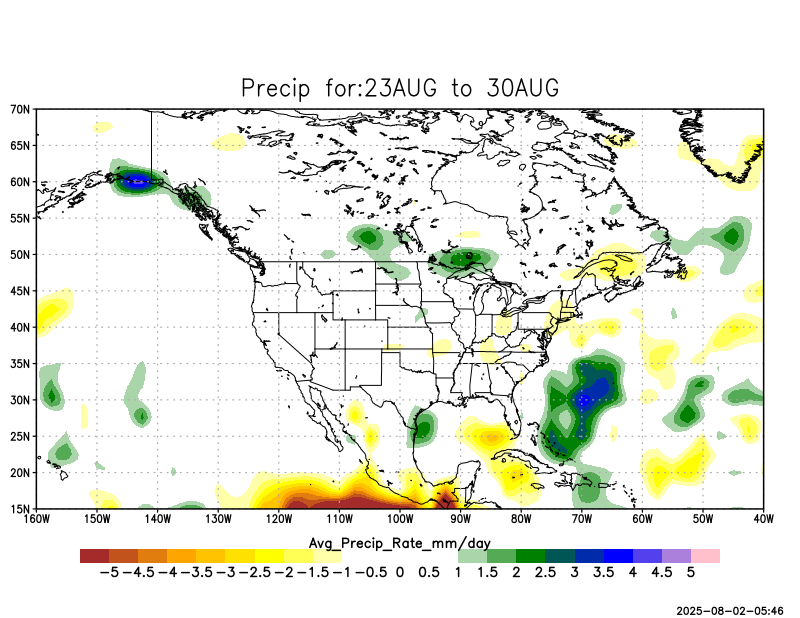 Precip for:23AUG to 30AUG
70N
65N
60N
55N
50N
45N
40N
35N
30N
25N
20N
15N
160W 150W 140W 130W 120W 110W 100W 90W 80W 70W 60W 50W 40W
Avg_Precip_Rate_mm/day
-5 -4.5 -4 -3.5 -3 -2.5 -2 -1.5 -1 -0.5 0 0.5 1 1.5 2 2.5 3 3.5 4 4.5 5
2025-08-02-05:46